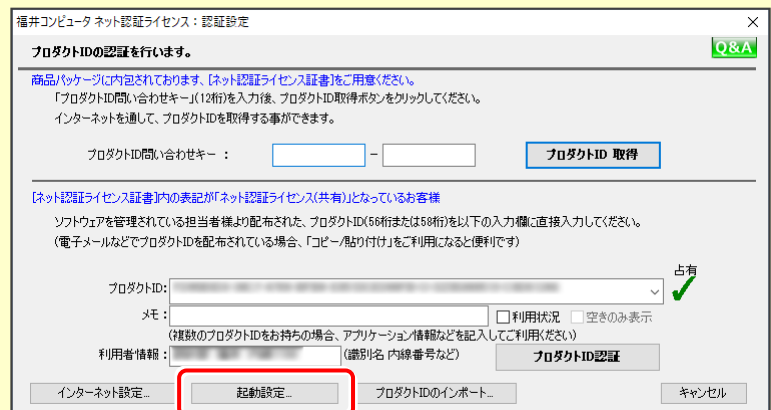 福井コンピュータ ネット認証ライセンス：認証設定
プロダクトIDの認証を行います。
Q&A
商品パッケージに内包されております、[ネット認証ライセンス証書]をご用意ください。
「プロダクトID問い合わせキー」(12桁)を入力後、プロダクトID取得ボタンをクリックしてください。
インターネットを通して、プロダクトIDを取得する事ができます。
プロダクトID問い合わせキー ： － プロダクトID 取得
[ネット認証ライセンス証書]内の表記が「ネット認証ライセンス(共有)」となっているお客様
ソフトウェアを管理されている担当者様より配布された、プロダクトID(56桁または58桁)を以下の入力欄に直接入力してください。
(電子メールなどでプロダクトIDを配布されている場合、「コピー/貼り付け」をご利用になると便利です)
占有
プロダクトID:
メモ : 利用状況 空きのみ表示
(複数のプロダクトIDをお持ちの場合、アプリケーション情報などを記入してご利用ください)
利用者情報 : (識別名 内線番号など) プロダクトID認証
インターネット設定... 起動設定... プロダクトIDのインポート... キャンセル